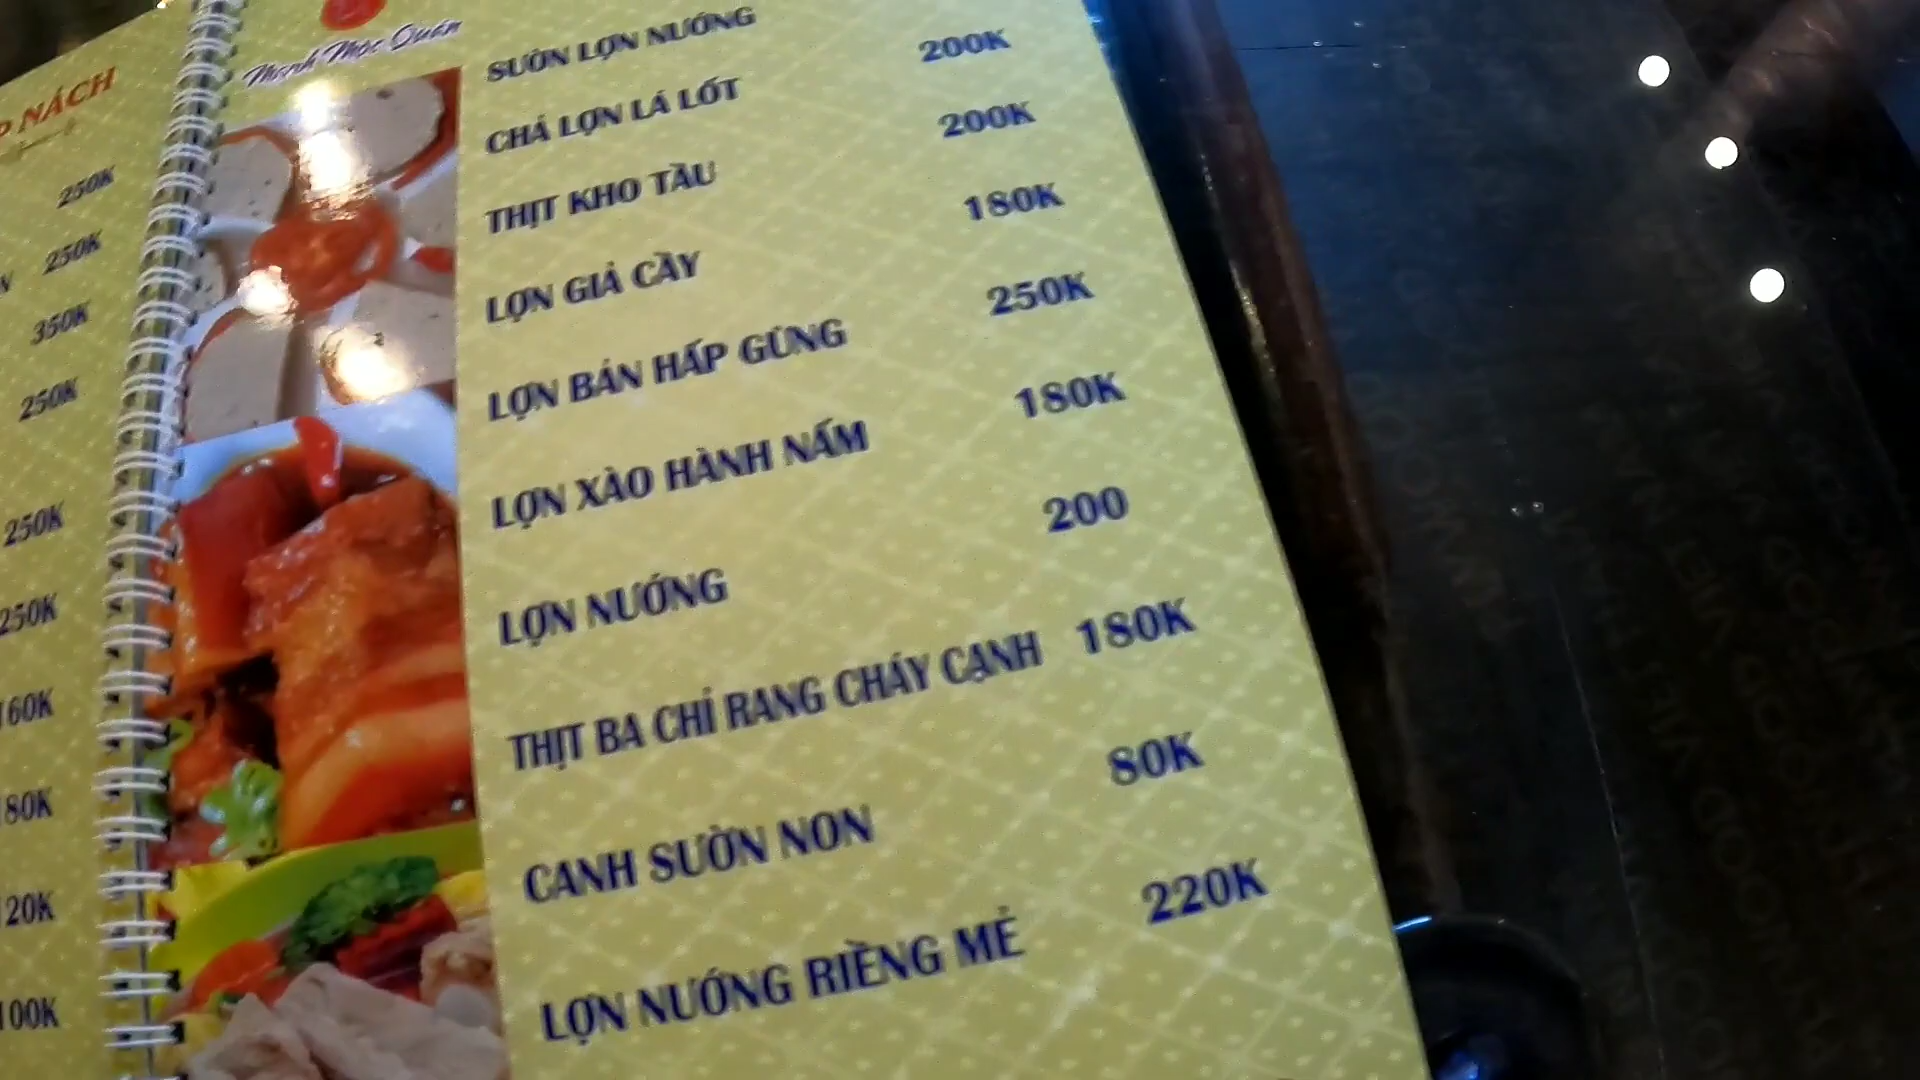 NÁCH
250K
250K
350K
250K
250K
250K
160K
80K
20K
100K
Mạnh Mộc Quán
SƯỜN LỢN NƯỚNG
CHẢ LỢN LÁ LỐT 200K
THỊT KHO TẦU 200K
LỢN GIẢ CẦY 180K
LỢN BẢN HẤP GỪNG 250K
LỢN XÀO HÀNH NẤM 180K
LỢN NƯỚNG 200
THỊT BA CHỈ RANG CHÁY CẠNH 180K
CANH SƯỜN NON 80K
LỢN NƯỚNG RIỀNG MẺ 220K